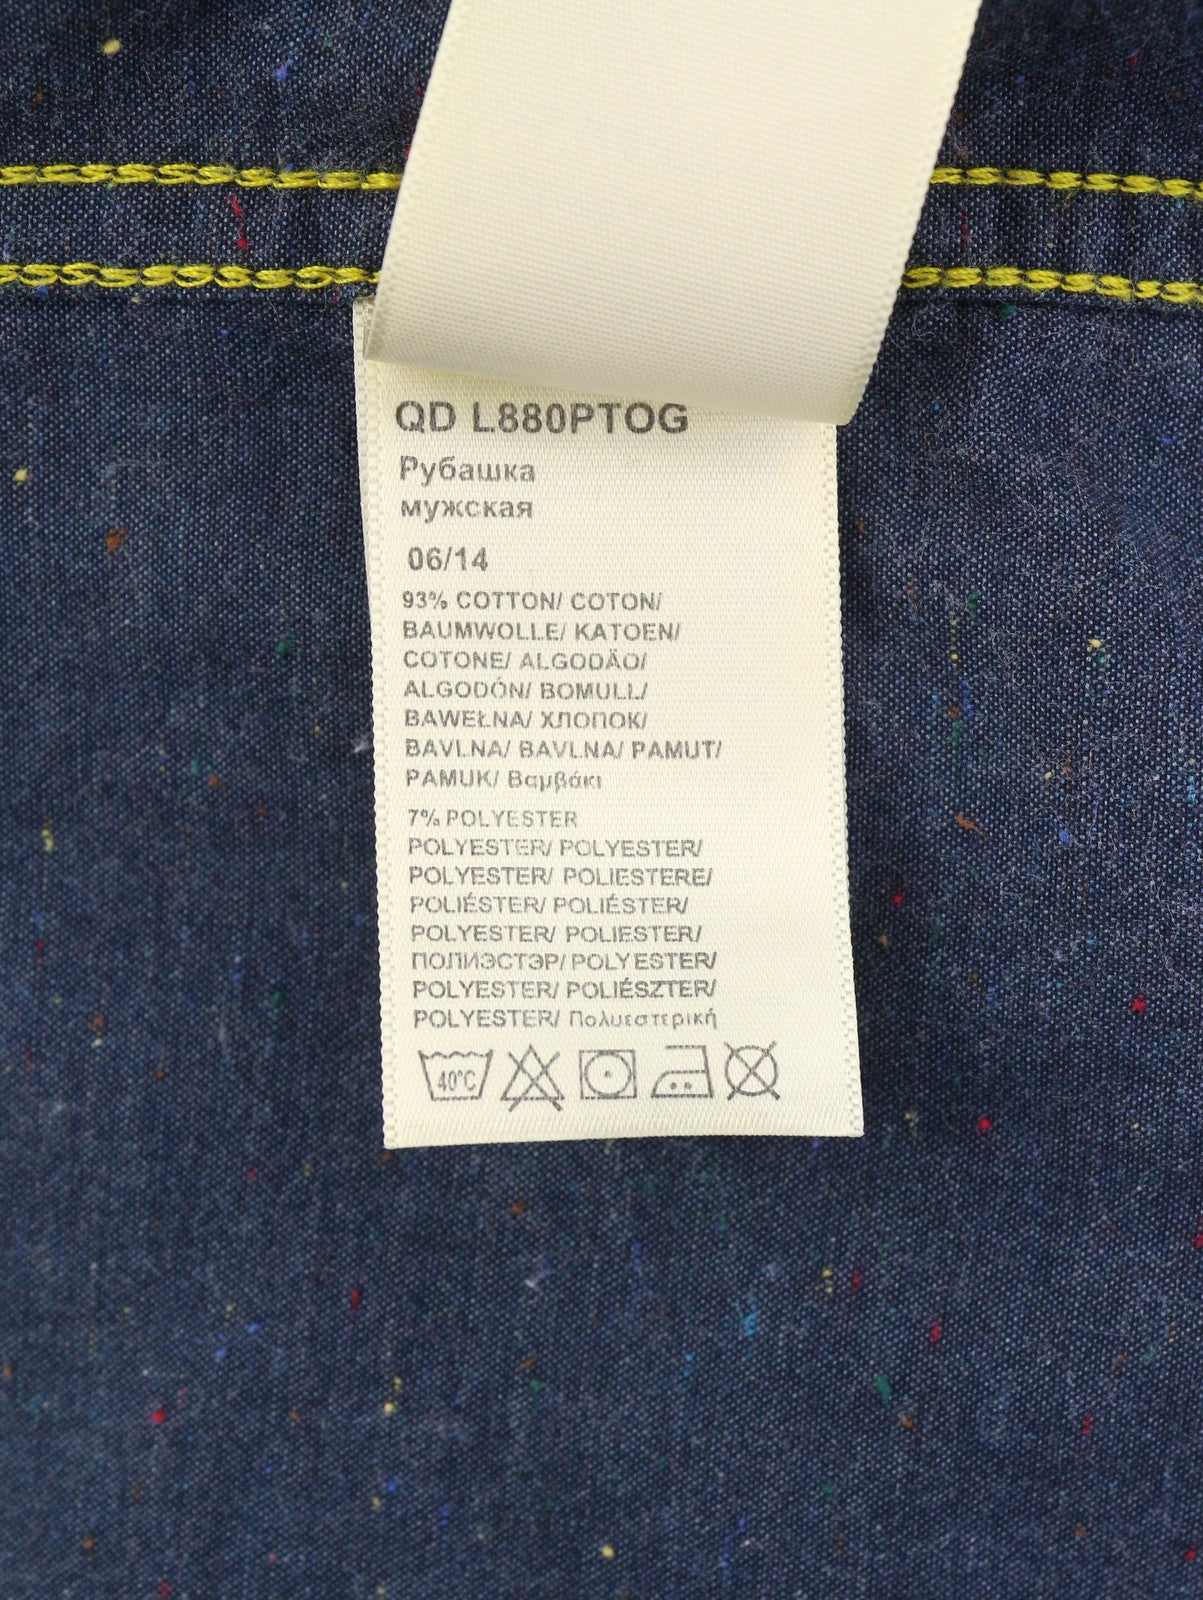 QD L880PTOG
Рубашка
мужская
06/14
93% COTTON/ COTON/
BAUMWOLLE/ KATOEN/
COTONE/ ALGODÃO/
ALGODÓN/ BOMULL/
BAWEŁNA/ ХЛОПОК/
BAVLNA/ BAVLNA/ PAMUT/
PAMUK/ Βαμβάκι
7% POLYESTER
POLYESTER/ POLYESTER/
POLYESTER/ POLIESTERE/
POLIÉSTER/ POLIÉSTER/
POLYESTER/ POLIESTER/
ПОЛИЭСТЭР/ POLYESTER/
POLYESTER/ POLIÉSZTER/
POLYESTER/ Πολυεστερική
40°C